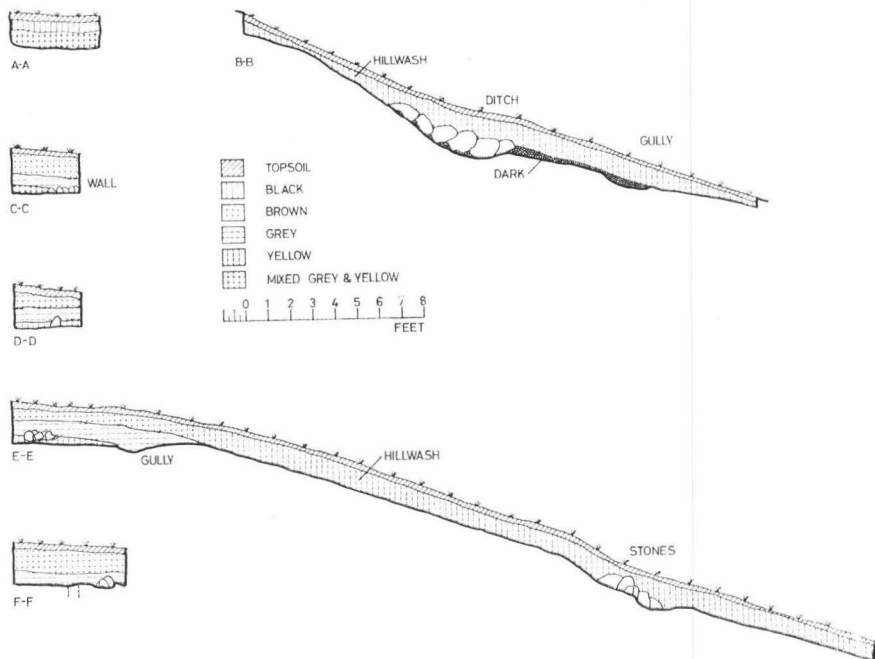 A-A
B-B
HILLWASH
DITCH
GULLY
DARK
C-C
WALL
TOPSOIL
BLACK
BROWN
GREY
YELLOW
MIXED GREY & YELLOW
0 1 2 3 4 5 6 7 8
FEET
D-D
E-E
GULLY
HILLWASH
STONES
F-F